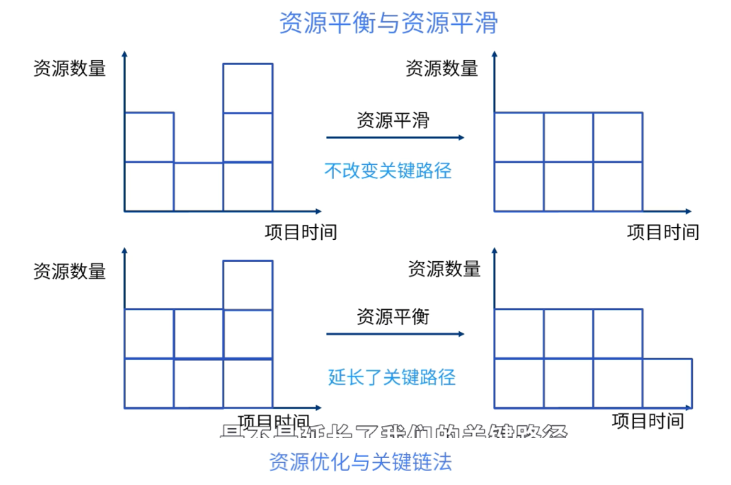 资源平衡与资源平滑
资源数量
资源数量
资源平滑
不改变关键路径
项目时间
项目时间
资源数量
资源数量
资源平衡
延长了关键路径
项目时间
项目时间
是不是延长了我们的关键路径
资源优化与关键链法